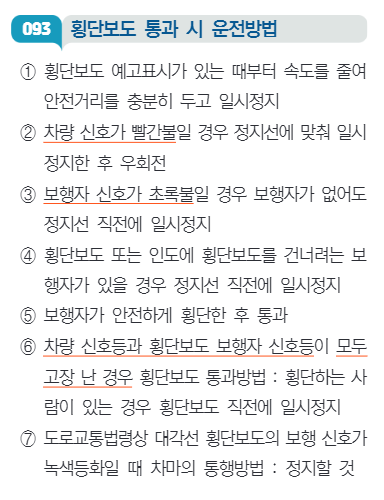 093 횡단보도 통과 시 운전방법
① 횡단보도 예고표시가 있는 때부터 속도를 줄여
안전거리를 충분히 두고 일시정지
② 차량 신호가 빨간불일 경우 정지선에 맞춰 일시
정지한 후 우회전
③ 보행자 신호가 초록불일 경우 보행자가 없어도
정지선 직전에 일시정지
④ 횡단보도 또는 인도에 횡단보도를 건너려는 보
행자가 있을 경우 정지선 직전에 일시정지
⑤ 보행자가 안전하게 횡단한 후 통과
⑥ 차량 신호등과 횡단보도 보행자 신호등이 모두
고장 난 경우 횡단보도 통과방법 : 횡단하는 사
람이 있는 경우 횡단보도 직전에 일시정지
⑦ 도로교통법령상 대각선 횡단보도의 보행 신호가
녹색등화일 때 차마의 통행방법 : 정지할 것